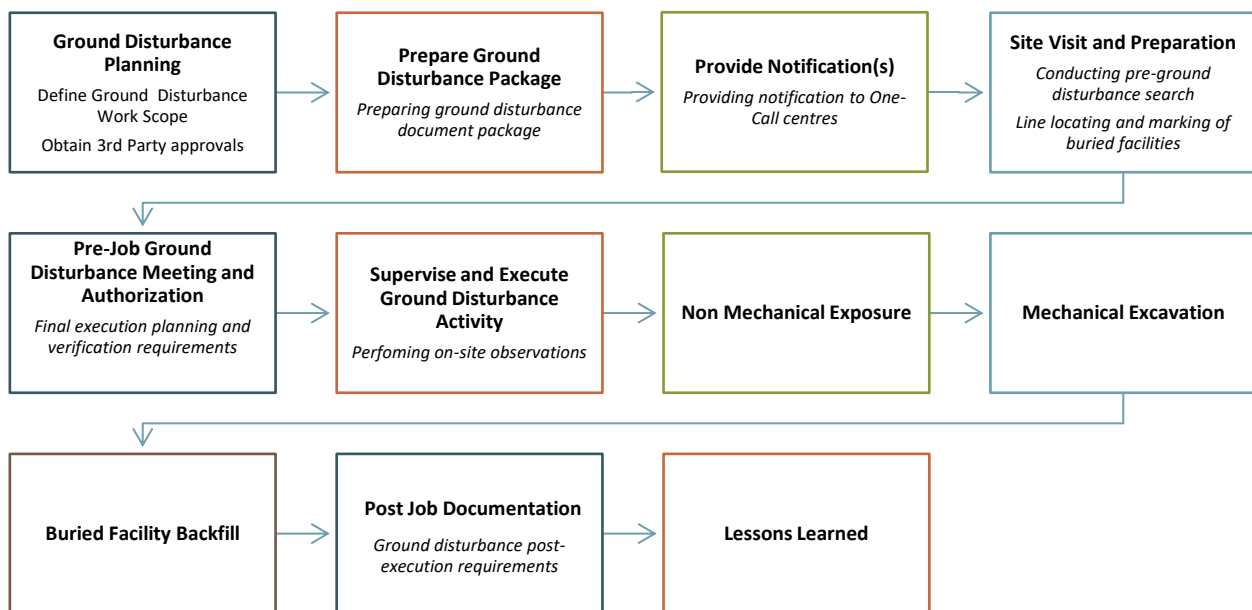 Ground Disturbance
Planning
Define Ground  Disturbance
Work Scope
Obtain 3rd Party approvals
Prepare Ground
Disturbance Package
Preparing ground disturbance
document package
Provide Notification(s)
Providing notification to One-
Call centres
Site Visit and Preparation
Conducting pre-ground
disturbance search
Line locating and marking of
buried facilities
Pre-Job Ground
Disturbance Meeting and
Authorization
Final execution planning and
verification requirements
Supervise and Execute
Ground Disturbance
Activity
Perfoming on-site observations
Non Mechanical Exposure
Mechanical Excavation
Buried Facility Backfill
Post Job Documentation
Ground disturbance post-
execution requirements
Lessons Learned